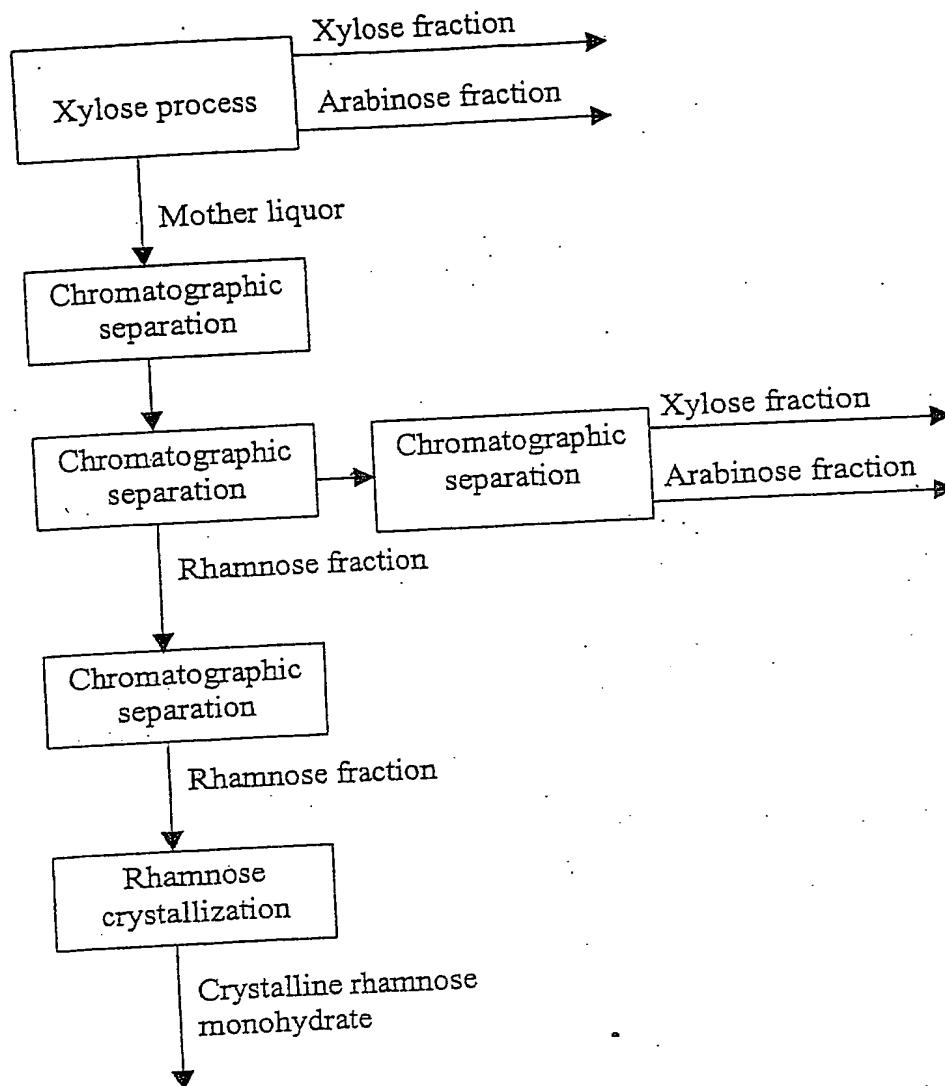 Xylose fraction
Xylose process
Arabinose fraction
Mother liquor
Chromatographic
separation
Chromatographic
separation
Chromatographic
separation
Xylose fraction
Arabinose fraction
Rhamnose fraction
Chromatographic
separation
Rhamnose fraction
Rhamnose
crystallization
Crystalline rhamnose
monohydrate